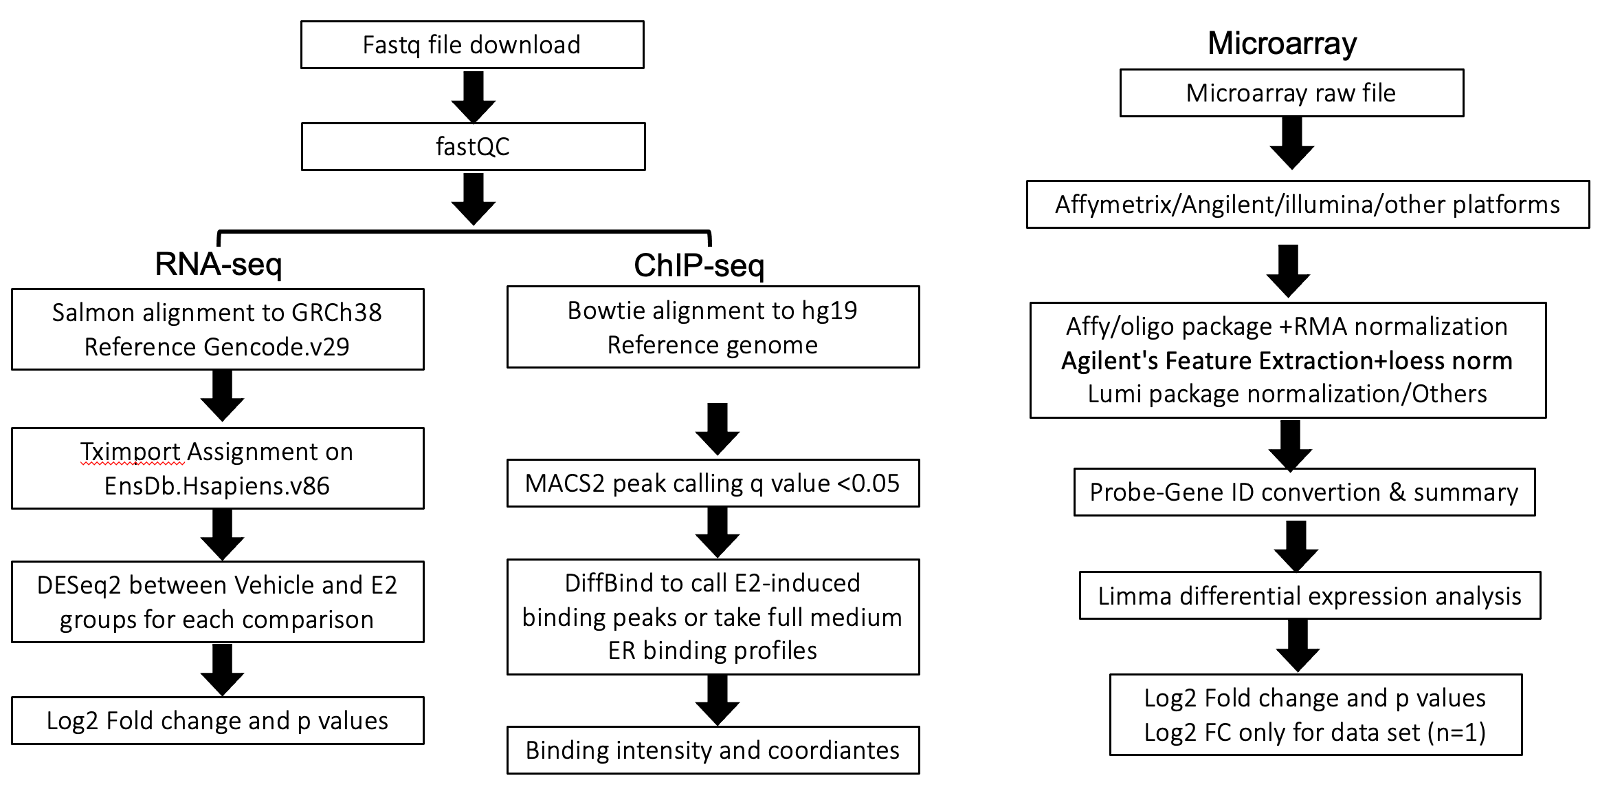 Fastq file download
fastQC
RNA-seq
Salmon alignment to GRCh38
Reference Gencode.v29
Tximport Assignment on
EnsDb.Hsapiens.v86
DESeq2 between Vehicle and E2
groups for each comparison
Log2 Fold change and p values
ChIP-seq
Bowtie alignment to hg19
Reference genome
MACS2 peak calling q value <0.05
DiffBind to call E2-induced
binding peaks or take full medium
ER binding profiles
Binding intensity and coordiantes
Microarray
Microarray raw file
Affymetrix/Angilent/illumina/other platforms
Affy/oligo package +RMA normalization
Agilent's Feature Extraction+loess norm
Lumi package normalization/Others
Probe-Gene ID convertion & summary
Limma differential expression analysis
Log2 Fold change and p values
Log2 FC only for data set (n=1)